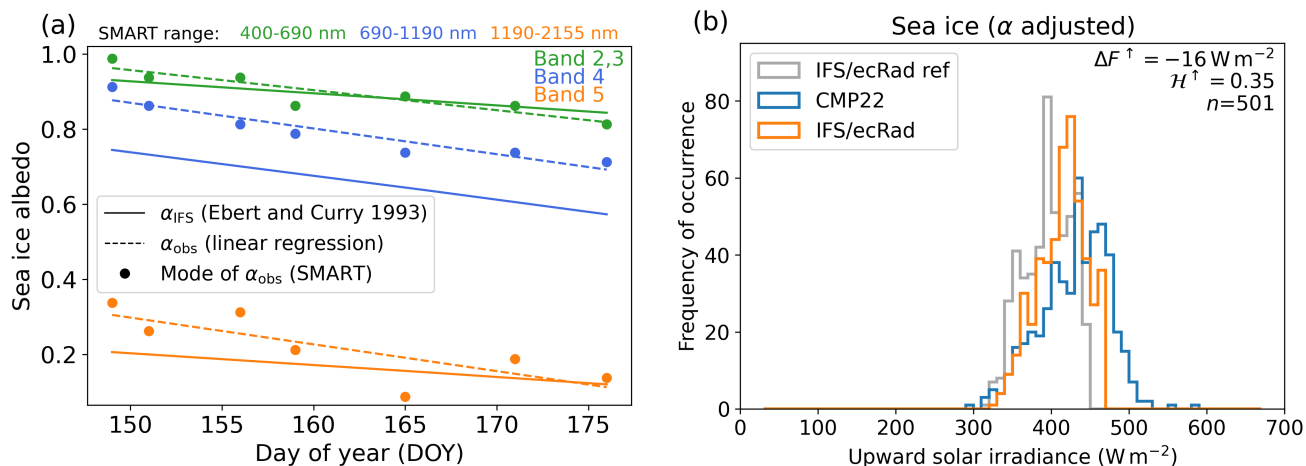 (a)
SMART range: 400-690 nm 690-1190 nm 1190-2155 nm
Band 2,3
Band 4
Band 5
α_IFS (Ebert and Curry 1993)
α_obs (linear regression)
Mode of α_obs (SMART)
Sea ice albedo
1.0
0.8
0.6
0.4
0.2
150 155 160 165 170 175
Day of year (DOY)
(b)
Sea ice (α adjusted)
IFS/ecRad ref
CMP22
IFS/ecRad
ΔF↑ = −16 W m⁻²
ℋ↑ = 0.35
n=501
Frequency of occurrence
80
60
40
20
0
0 100 200 300 400 500 600 700
Upward solar irradiance (W m⁻²)